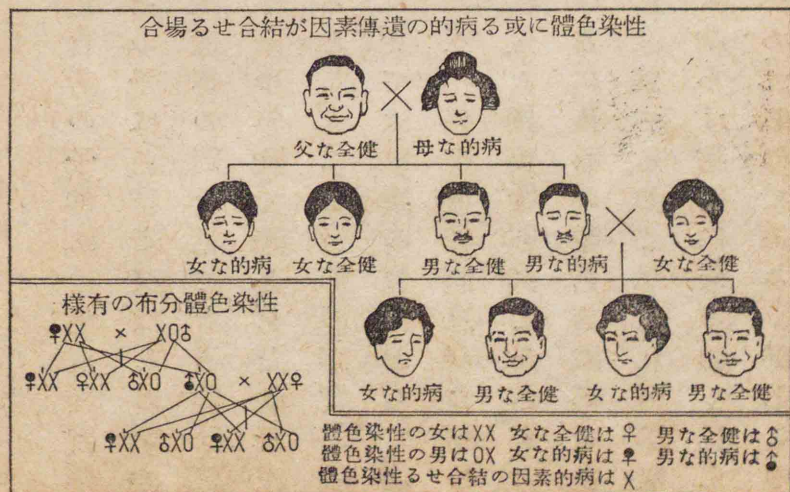 性染色體に或る病的の遺傳素因が結合せる場合
病的な母
健全な父
健全な女
病的な男
健全な男
健全な女
病的な女
健全な男
病的な女
健全な男
病的な女
性染色體分布の有様
XX × XO♂
XX ♀XX ♂XO XO × XX♀
XX ♂XO XX ♂XO
♂は健全な男 ♀は健全な女 XXは女の性染色體
は病的な男 は病的な女 XOは男の性染色體
Xは病的素因の結合せる性染色體